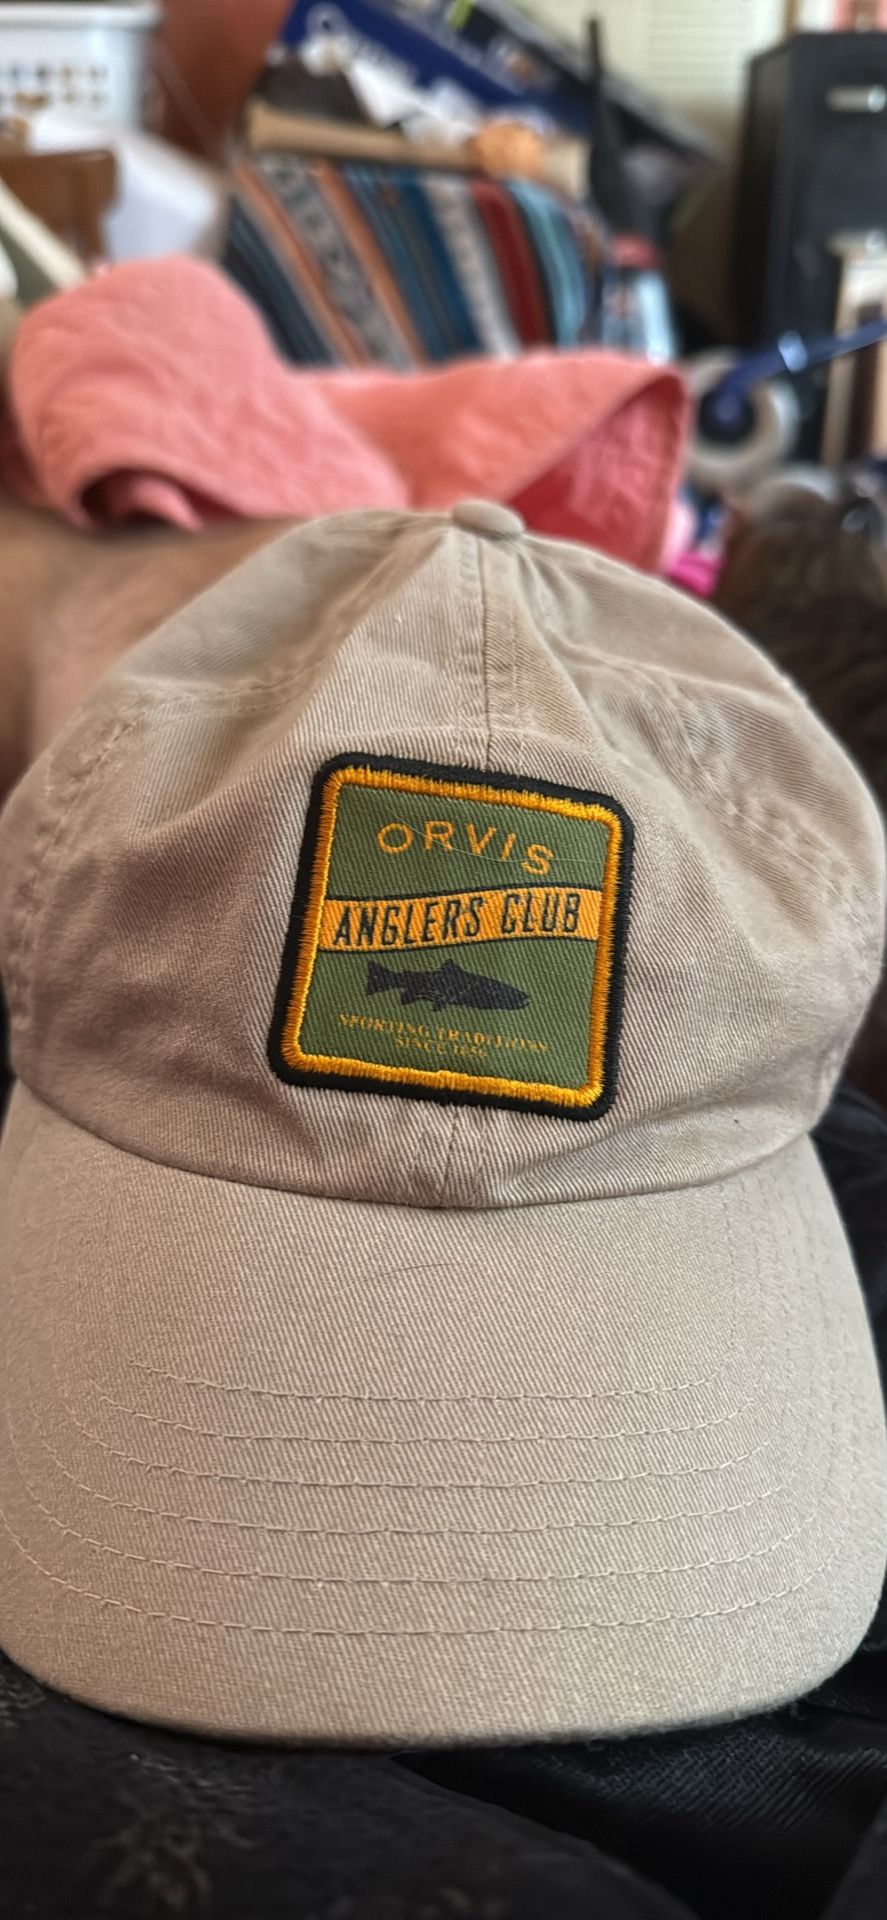 ORVIS
ANGLERS CLUB
SPORTING TRADITIONS
SINCE 1856